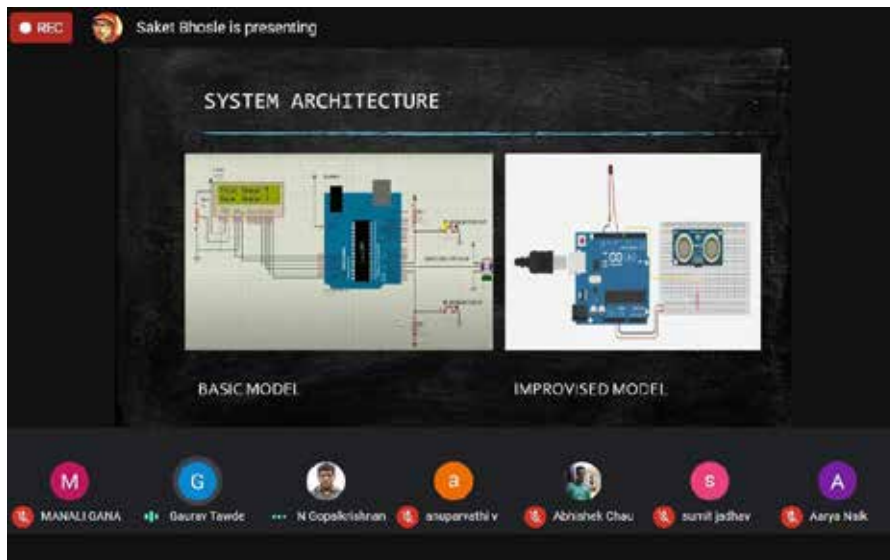 REC
Saket Bhosle is presenting
SYSTEM ARCHITECTURE
BASIC MODEL
IMPROVISED MODEL
M
G
a
s
A
MANALI GANA
Gaurav Tawde
N Gopalkrishnan
anuparvathi v
Abhishek Chau
sumit jadhav
Aarya Naik